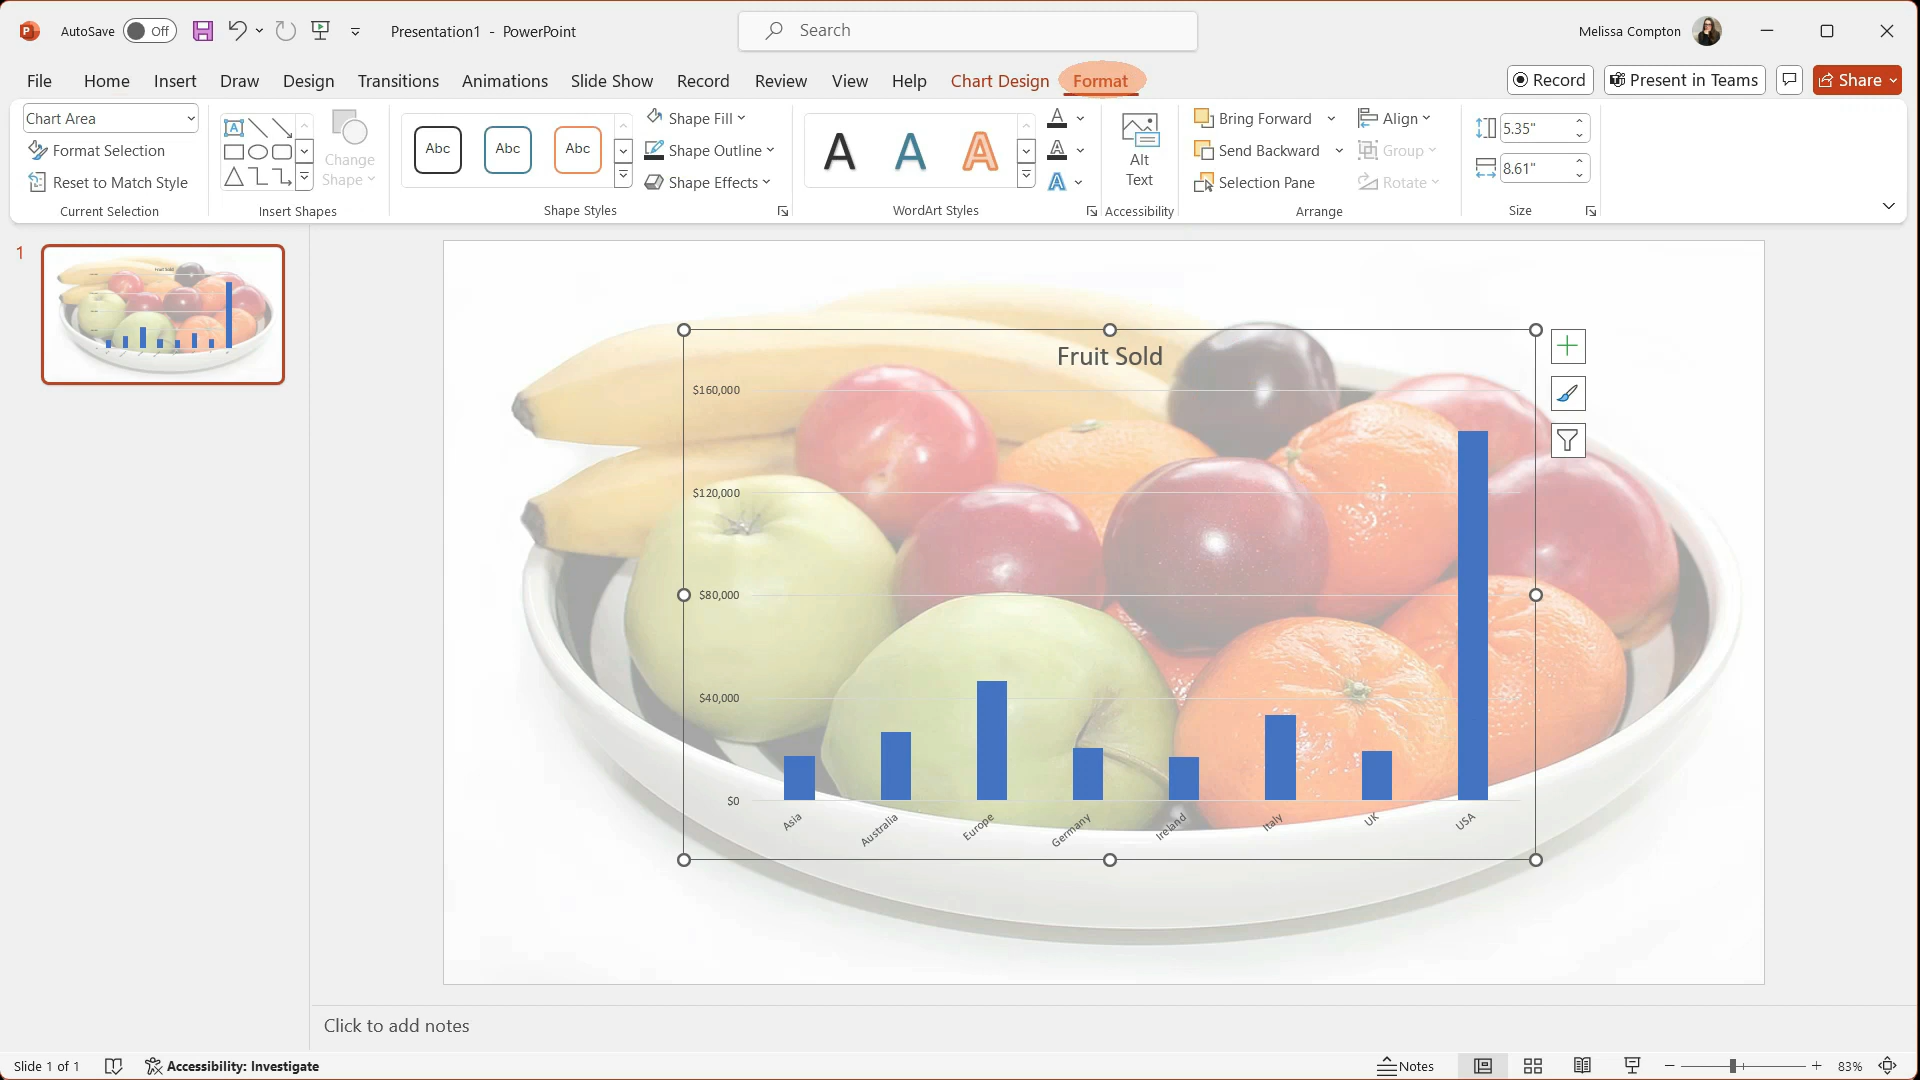 AutoSave Off Presentation1 - PowerPoint Search Melissa Compton
File Home Insert Draw Design Transitions Animations Slide Show Record Review View Help Chart Design Format Record Present in Teams Share
Chart Area
Format Selection
Reset to Match Style
Current Selection
A
Change
Shape
Insert Shapes
Abc Abc Abc
Shape Fill
Shape Outline
Shape Effects
Shape Styles
A A A
A
A
A
WordArt Styles
Alt
Text
Accessibility
Bring Forward
Send Backward
Selection Pane
Align
Group
Rotate
Arrange
5.35"
8.61"
Size
1
Fruit Sold
Fruit Sold
$160,000
$120,000
$80,000
$40,000
$0
Asia Australia Europe Germany Ireland Italy UK USA
Click to add notes
Slide 1 of 1 Accessibility: Investigate Notes 83%